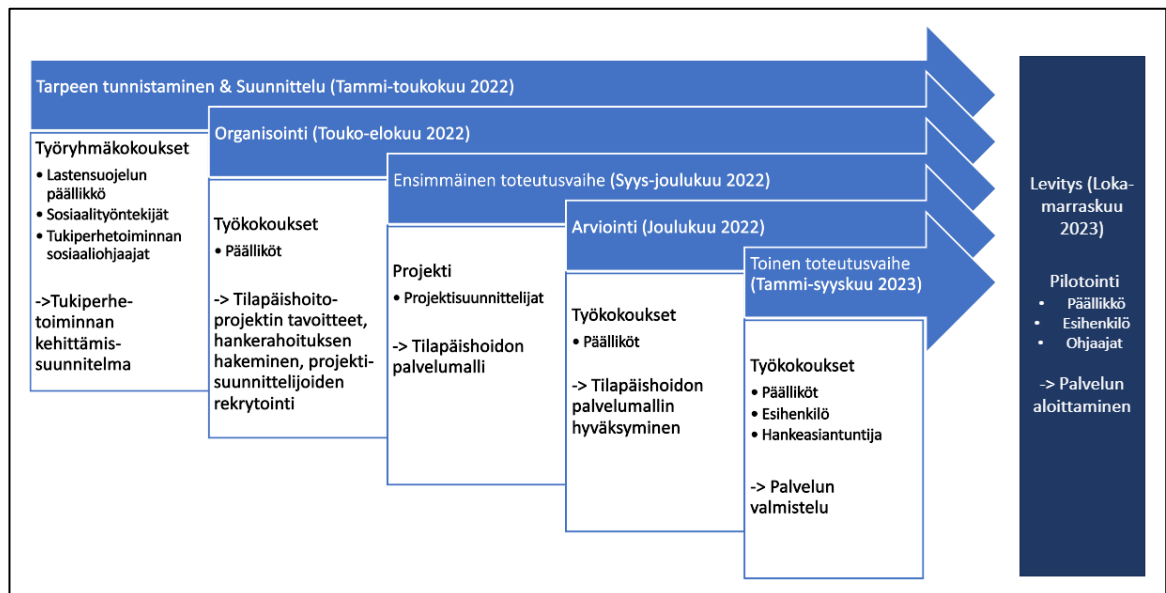 Tarpeen tunnistaminen & Suunnittelu (Tammi-toukokuu 2022)
Työryhmäkokoukset
• Lastensuojelun
päällikkö
• Sosiaalityöntekijät
• Tukiperhetoiminnan
sosiaaliohjaajat
->Tukiperhe-
toiminnan
kehittämis-
suunnitelma
Organisointi (Touko-elokuu 2022)
Työkokoukset
• Päälliköt
-> Tilapäishoito-
projektin tavoitteet,
hankerahoituksen
hakeminen, projekti-
suunnittelijoiden
rekrytointi
Ensimmäinen toteutusvaihe (Syys-joulukuu 2022)
Projekti
• Projektisuunnittelijat
-> Tilapäishoidon
palvelumalli
Arviointi (Joulukuu 2022)
Työkokoukset
• Päälliköt
-> Tilapäishoidon
palvelumallin
hyväksyminen
Toinen toteutusvaihe
(Tammi-syyskuu 2023)
Työkokoukset
• Päälliköt
• Esihenkilö
• Hankeasiantuntija
-> Palvelun
valmistelu
Levitys (Loka-
marraskuu
2023)
Pilotointi
• Päällikkö
• Esihenkilö
• Ohjaajat
-> Palvelun
aloittaminen